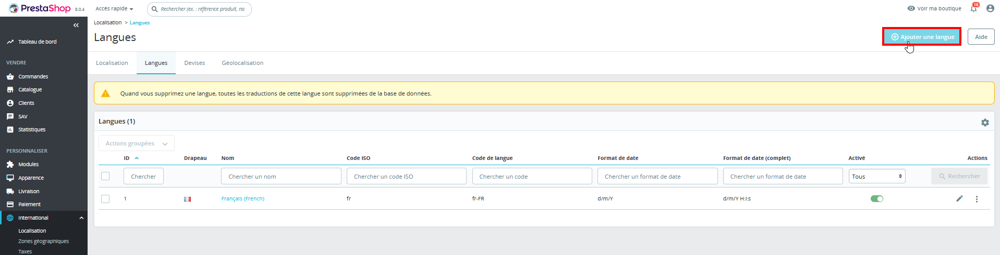 PrestaShop 8.0.4
Accès rapide
Rechercher (ex. : référence produit, no
Voir ma boutique
18
Localisation > Langues
Langues
Ajouter une langue
Aide
Localisation
Langues
Devises
Géolocalisation
Tableau de bord
VENDRE
Commandes
Catalogue
Clients
SAV
Statistiques
PERSONNALISER
Modules
Apparence
Livraison
Paiement
International
Localisation
Zones géographiques
Taxes
Quand vous supprimez une langue, toutes les traductions de cette langue sont supprimées de la base de données.
Langues (1)
Actions groupées
ID Drapeau Nom Code ISO Code de langue Format de date Format de date (complet) Activé Actions
Chercher Chercher un nom Chercher un code ISO Chercher un code Chercher un format de date Chercher un format de date Tous Rechercher
1 Français (French) fr fr-FR d/m/Y d/m/Y H:i:s